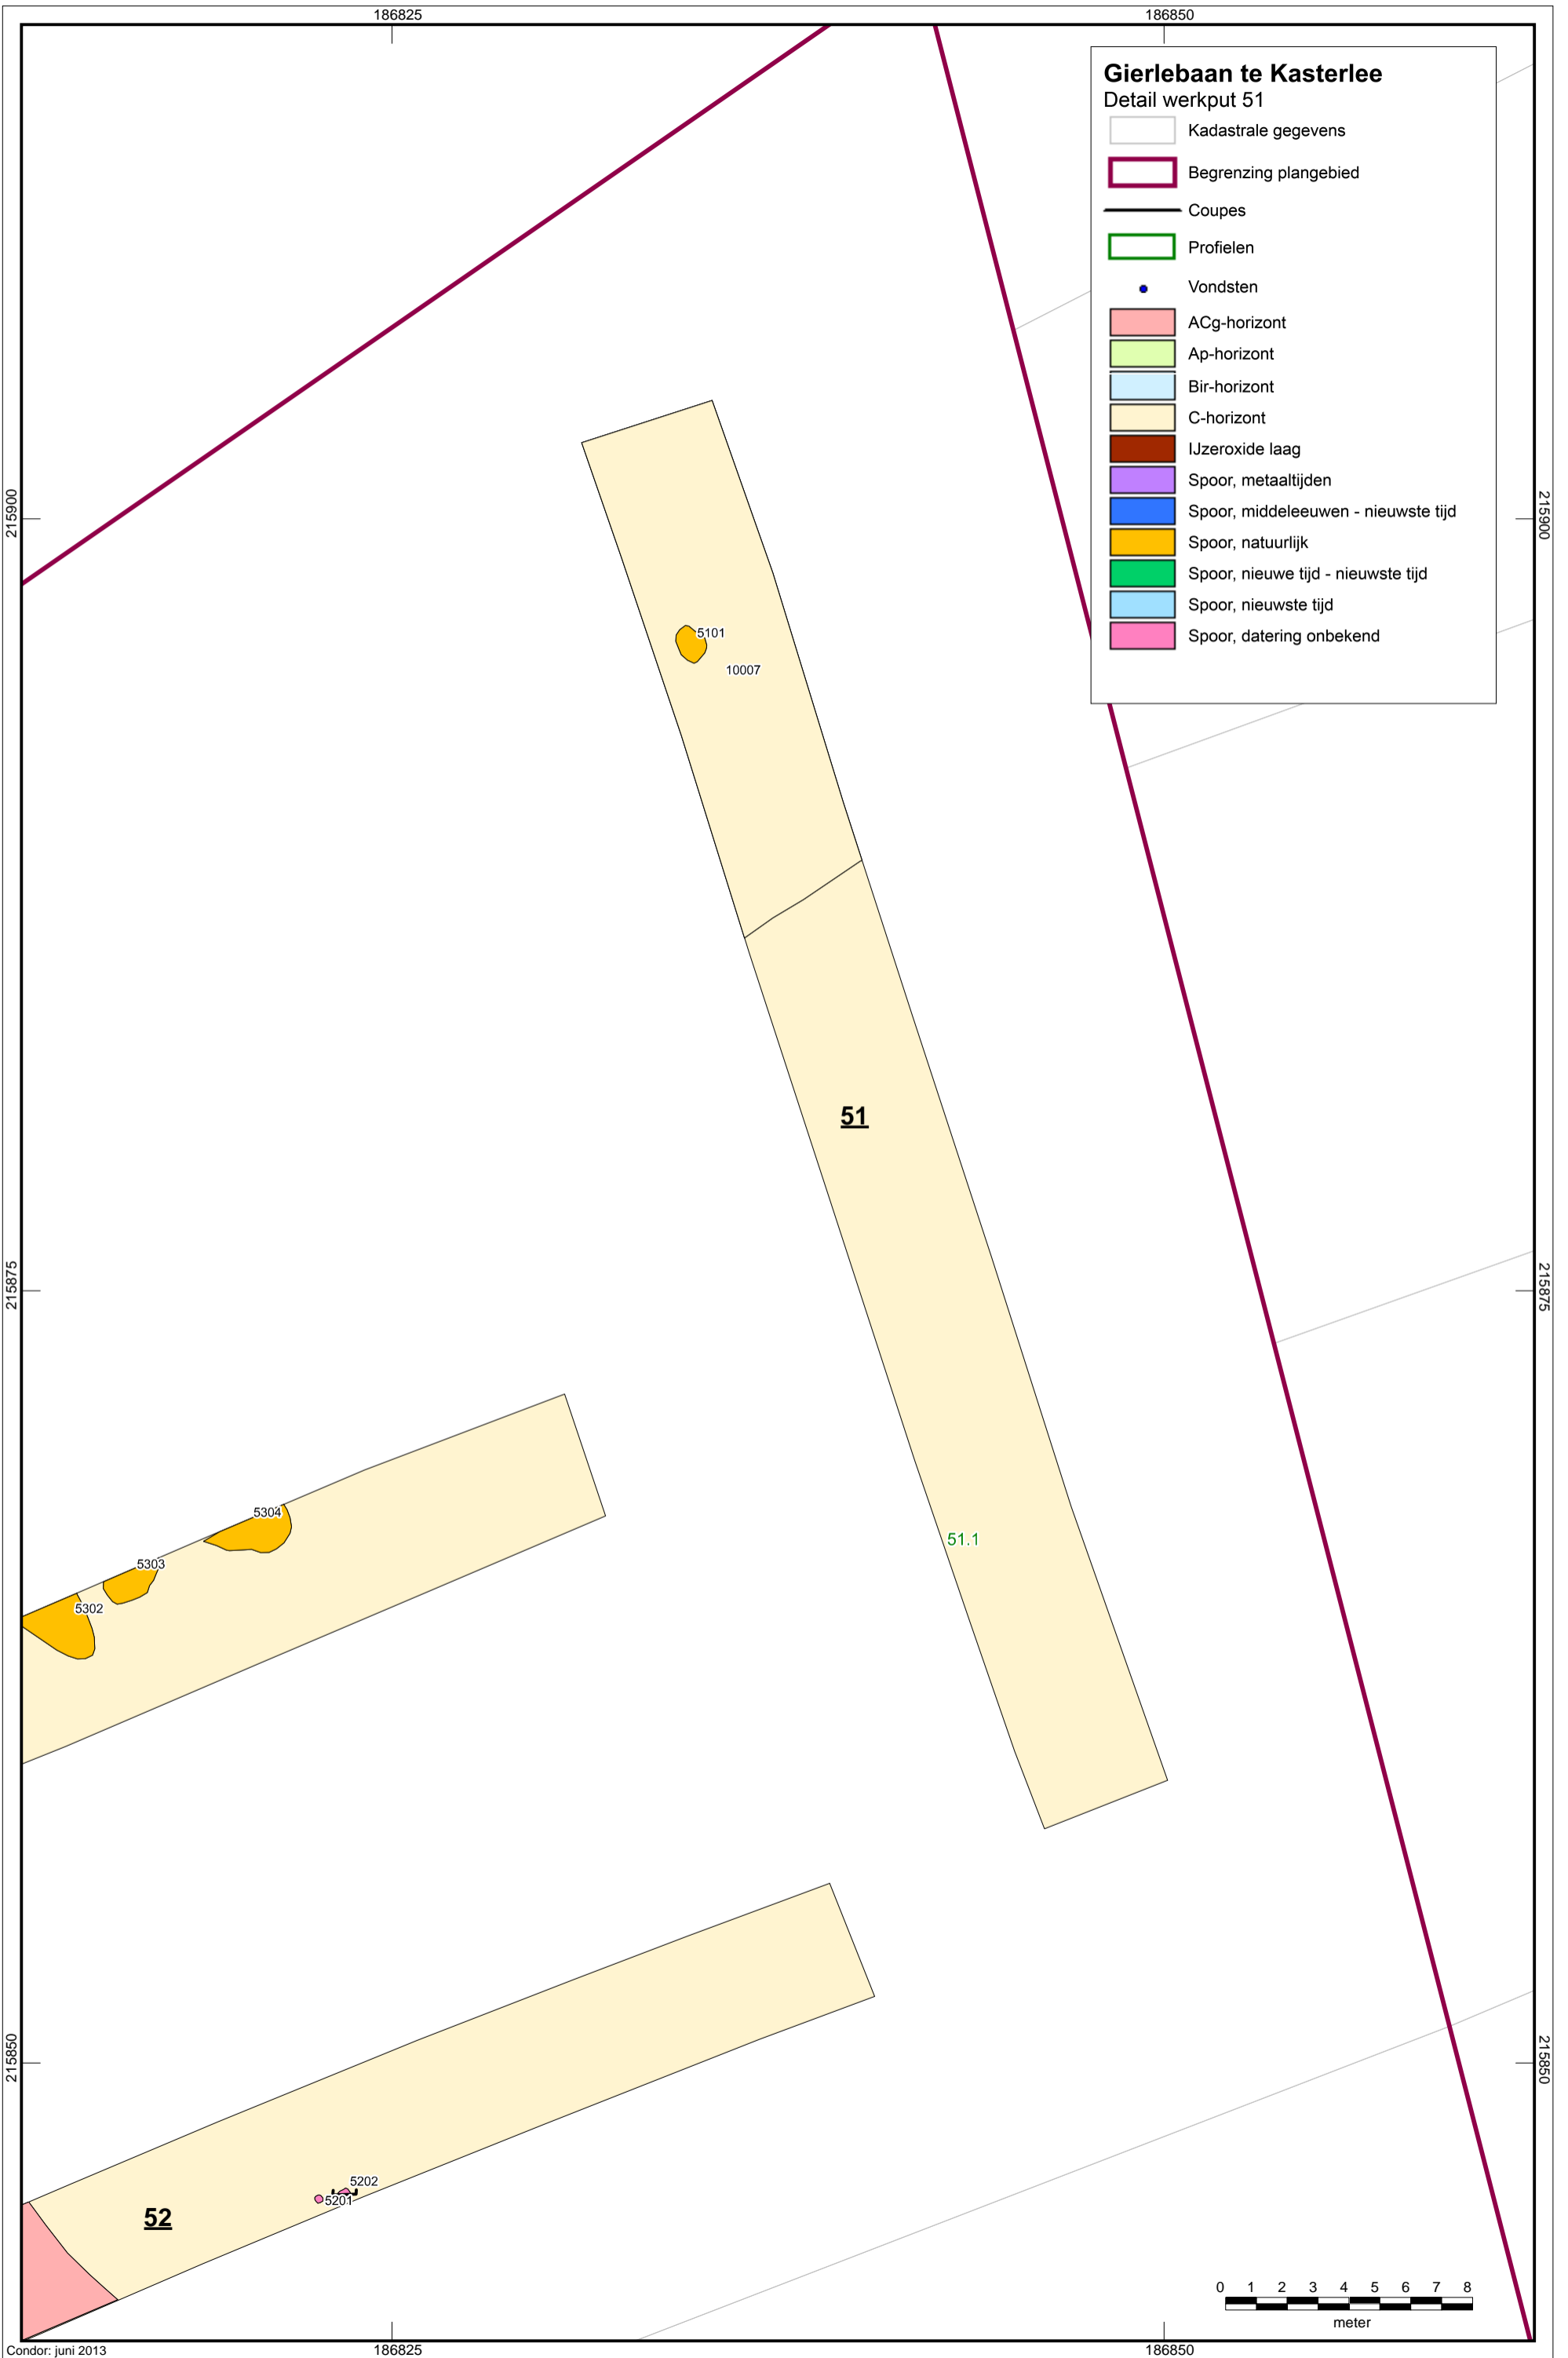 186825
186850
Gierlebaan te Kasterlee
Detail werkput 51
Kadastrale gegevens
Begrenzing plangebied
Coupes
Profielen
Vondsten
ACg-horizont
Ap-horizont
Bir-horizont
C-horizont
IJzeroxide laag
Spoor, metaaltijden
Spoor, middeleeuwen - nieuwste tijd
Spoor, natuurlijk
Spoor, nieuwe tijd - nieuwste tijd
Spoor, nieuwste tijd
Spoor, datering onbekend
215900
215900
5101
10007
51
215875
215875
5304
51.1
5303
5302
215850
215850
5202
5201
52
0 1 2 3 4 5 6 7 8
meter
Condor: juni 2013
186825
186850